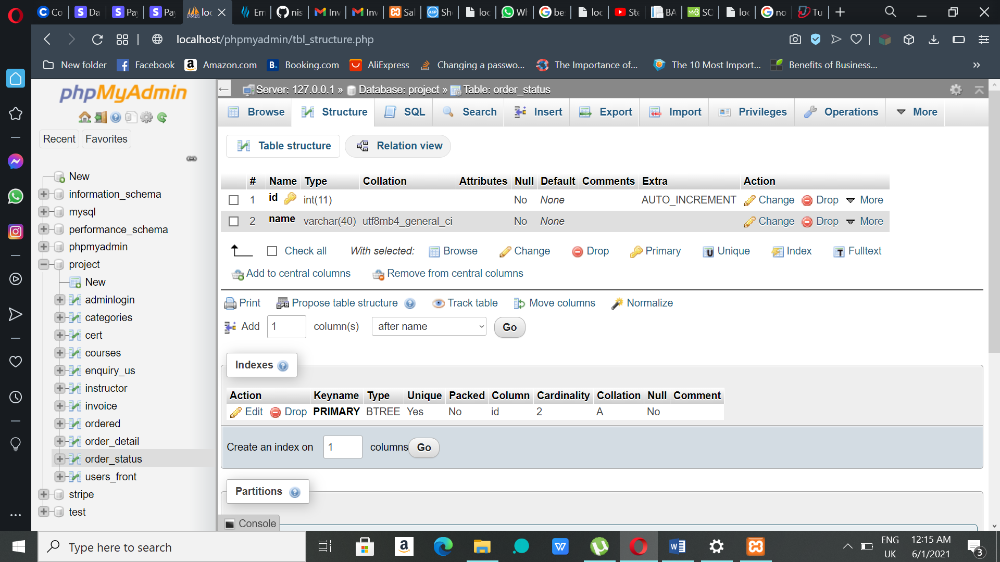 Co
Da
Pay
Pay
loc
Em
nis
Inv
Inv
Sal
Sho
loc
Wh
be
loc
Ste
BA
SQ
loc
no
Tu
localhost/phpmyadmin/tbl_structure.php
New folder Facebook Amazon.com Booking.com AliExpress Changing a passwo... The Importance of... The 10 Most Import... Benefits of Business... »
phpMyAdmin
Recent Favorites
New
information_schema
mysql
performance_schema
phpmyadmin
project
New
adminlogin
categories
cert
courses
enquiry_us
instructor
invoice
ordered
order_detail
order_status
users_front
stripe
test
Server: 127.0.0.1 » Database: project » Table: order_status
Browse Structure SQL Search Insert Export Import Privileges Operations More
Table structure Relation view
# Name Type Collation Attributes Null Default Comments Extra Action
1 id int(11) No None AUTO_INCREMENT Change Drop More
2 name varchar(40) utf8mb4_general_ci No None Change Drop More
Check all With selected: Browse Change Drop Primary Unique Index Fulltext
Add to central columns Remove from central columns
Print Propose table structure Track table Move columns Normalize
Add 1 column(s) after name Go
Indexes
Action Keyname Type Unique Packed Column Cardinality Collation Null Comment
Edit Drop PRIMARY BTREE Yes No id 2 A No
Create an index on 1 columns Go
Partitions
Console
Type here to search
ENG
UK
12:15 AM
6/1/2021
3